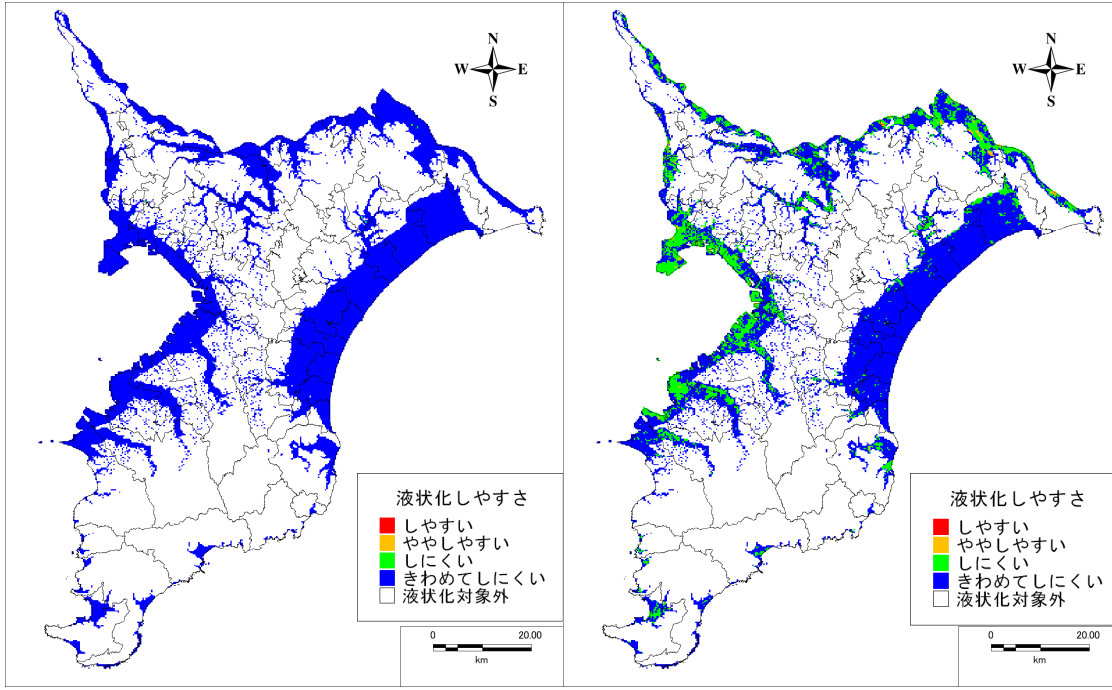 N
W E
S
液状化しやすさ
しやすい
ややしやすい
しにくい
きわめてしにくい
液状化対象外
0 20.00
km
N
W E
S
液状化しやすさ
しやすい
ややしやすい
しにくい
きわめてしにくい
液状化対象外
0 20.00
km